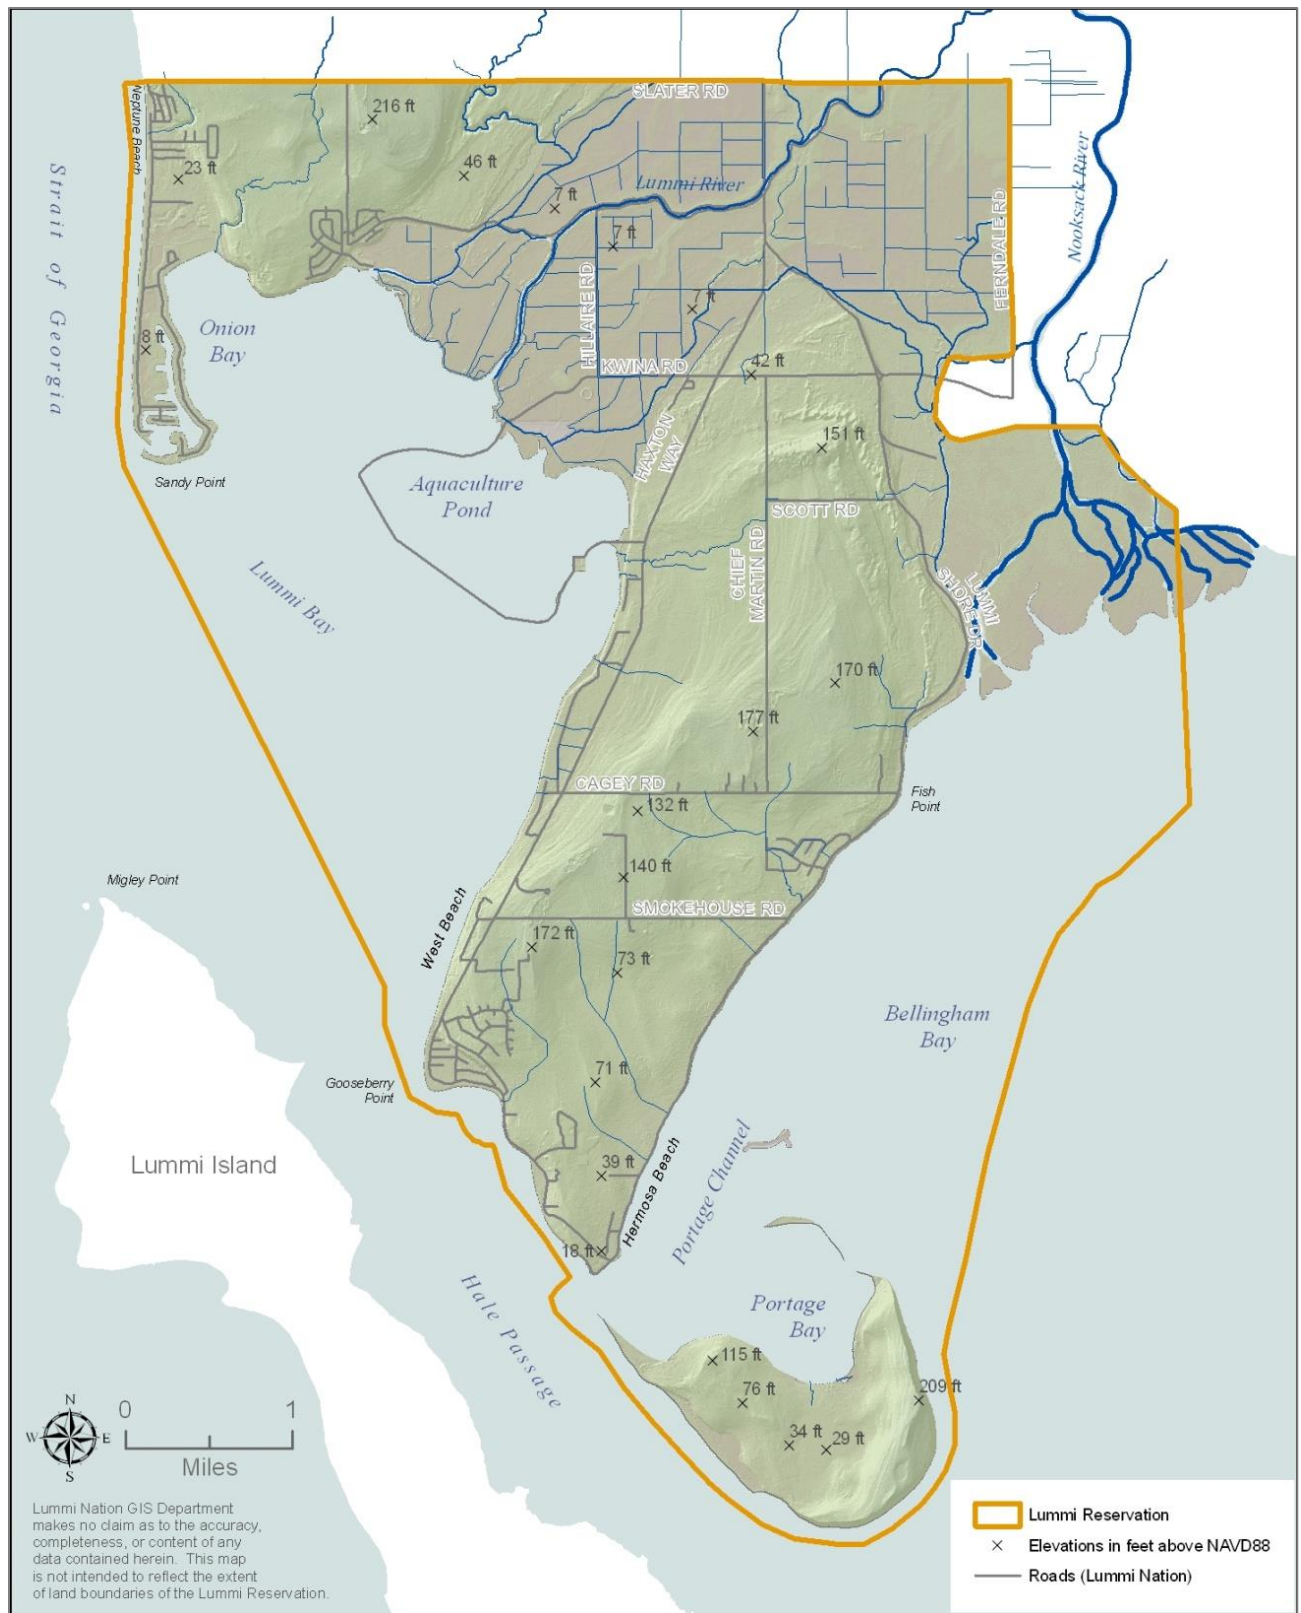 SLATER RD
Neptune Beach
216 ft
46 ft
23 ft
7 ft
Lummi River
7 ft
Strait of Georgia
HILLAIRE RD
FERNDALE RD
Nooksack River
7 ft
Onion
Bay
8 ft
KWINA RD
42 ft
HAXTON
WAY
151 ft
Sandy Point
Aquaculture
Pond
SCOTT RD
CHIEF
MARTIN RD
Lummi Bay
LUMMI
SHORE DR
170 ft
177 ft
CAGEY RD
132 ft
Fish
Point
140 ft
Migley Point
SMOKEHOUSE RD
West Beach
172 ft
73 ft
Bellingham
Bay
71 ft
Gooseberry
Point
Lummi Island
39 ft
Hermosa Beach
Portage Channel
18 ft
Hale Passage
Portage
Bay
115 ft
76 ft
209 ft
34 ft
29 ft
N
W
E
S
0
1
Miles
Lummi Nation GIS Department
makes no claim as to the accuracy,
completeness, or content of any
data contained herein. This map
is not intended to reflect the extent
of land boundaries of the Lummi Reservation.
Lummi Reservation
Elevations in feet above NAVD88
Roads (Lummi Nation)